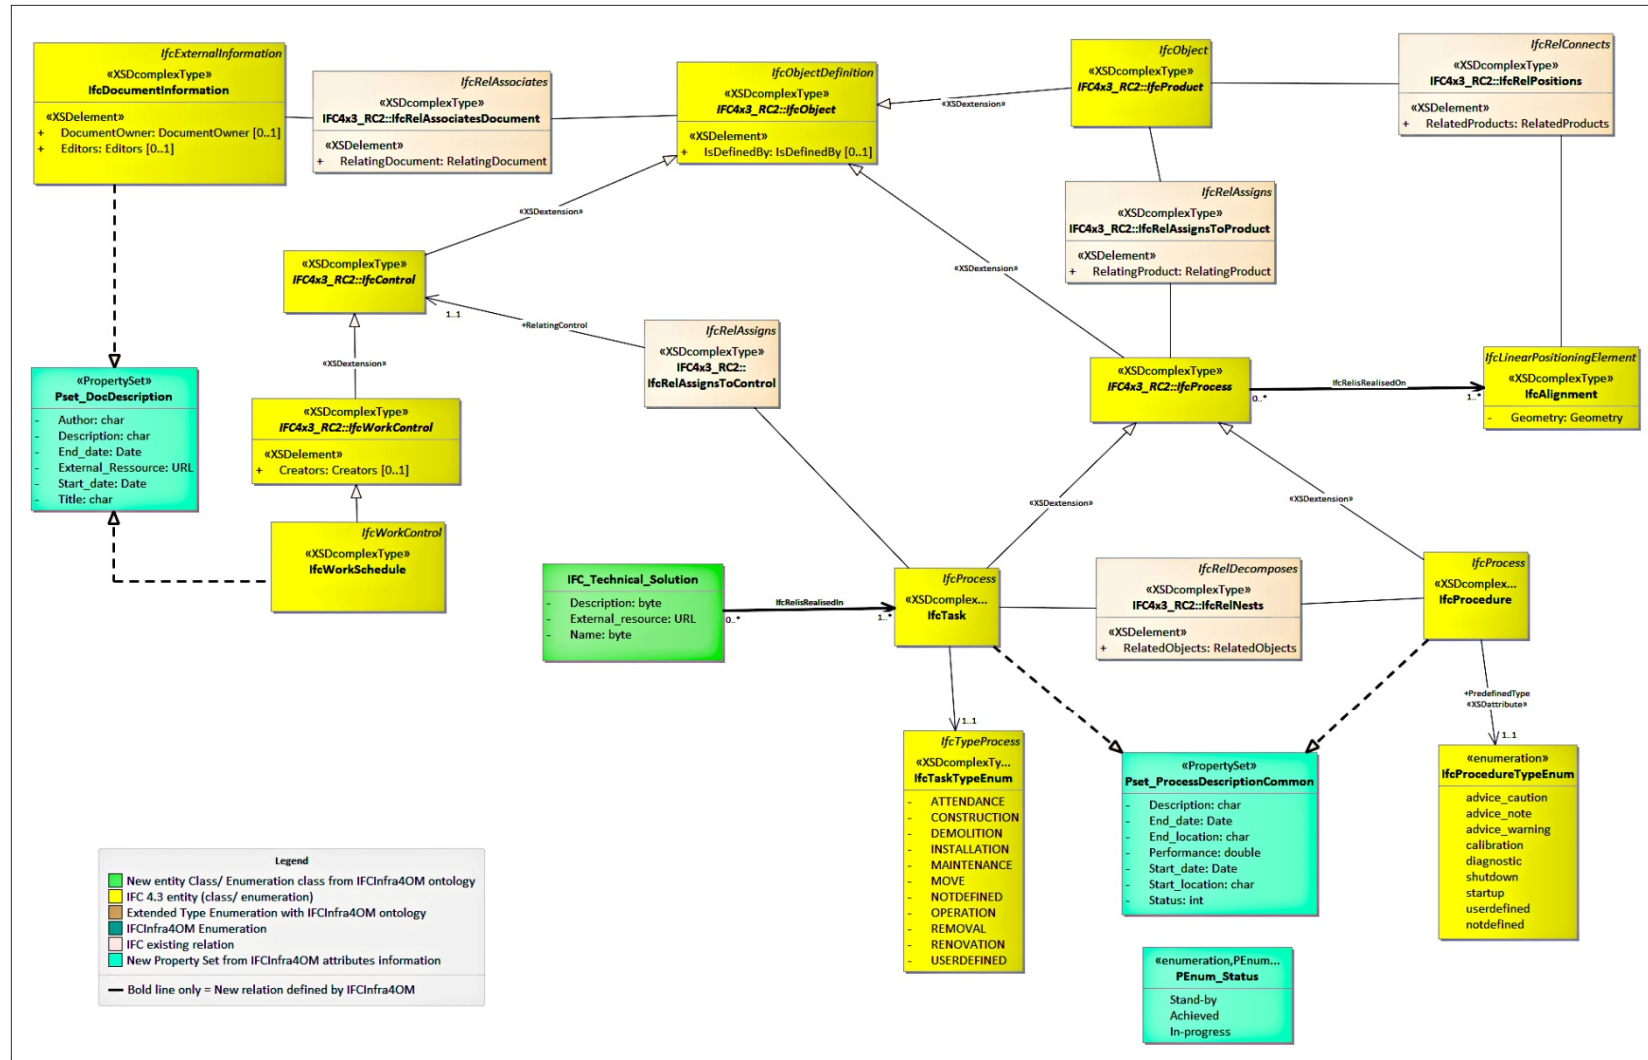 IfcExternalInformation
«XSDcomplexType»
IfcDocumentInformation
«XSDelement»
+ DocumentOwner: DocumentOwner [0..1]
+ Editors: Editors [0..1]
IfcRelAssociates
«XSDcomplexType»
IFC4x3_RC2::IfcRelAssociatesDocument
«XSDelement»
+ RelatingDocument: RelatingDocument
IfcObjectDefinition
«XSDcomplexType»
IFC4x3_RC2::IfcObject
«XSDelement»
+ IsDefinedBy: IsDefinedBy [0..1]
«XSDextension»
IfcObject
«XSDcomplexType»
IFC4x3_RC2::IfcProduct
IfcRelConnects
«XSDcomplexType»
IFC4x3_RC2::IfcRelPositions
«XSDelement»
+ RelatedProducts: RelatedProducts
«XSDextension»
IfcRelAssigns
«XSDcomplexType»
IFC4x3_RC2::IfcRelAssignsToProduct
«XSDelement»
+ RelatingProduct: RelatingProduct
«XSDextension»
«XSDcomplexType»
IFC4x3_RC2::IfcControl
1..1
+RelatingControl
IfcRelAssigns
«XSDcomplexType»
IFC4x3_RC2::
IfcRelAssignsToControl
«XSDextension»
«XSDcomplexType»
IFC4x3_RC2::IfcProcess
0..*
IfcRelisRealisedOn
1..*
IfcLinearPositioningElement
«XSDcomplexType»
IfcAlignment
- Geometry: Geometry
«PropertySet»
Pset_DocDescription
- Author: char
- Description: char
- End_date: Date
- External_Ressource: URL
- Start_date: Date
- Title: char
«XSDcomplexType»
IFC4x3_RC2::IfcWorkControl
«XSDelement»
+ Creators: Creators [0..1]
IfcWorkControl
«XSDcomplexType»
IfcWorkSchedule
«XSDextension»
«XSDextension»
IFC_Technical_Solution
- Description: byte
- External_resource: URL
- Name: byte
0..*
IfcRelisRealisedIn
1..*
IfcProcess
«XSDcomplex...
IfcTask
IfcRelDecomposes
«XSDcomplexType»
IFC4x3_RC2::IfcRelNests
«XSDelement»
+ RelatedObjects: RelatedObjects
IfcProcess
«XSDcomplex...
IfcProcedure
1..1
+PredefinedType
«XSDattribute»
1..1
IfcTypeProcess
«XSDcomplexTy...
IfcTaskTypeEnum
- ATTENDANCE
- CONSTRUCTION
- DEMOLITION
- INSTALLATION
- MAINTENANCE
- MOVE
- NOTDEFINED
- OPERATION
- REMOVAL
- RENOVATION
- USERDEFINED
«PropertySet»
Pset_ProcessDescriptionCommon
- Description: char
- End_date: Date
- End_location: char
- Performance: double
- Start_date: Date
- Start_location: char
- Status: int
«enumeration»
IfcProcedureTypeEnum
advice_caution
advice_note
advice_warning
calibration
diagnostic
shutdown
startup
userdefined
notdefined
«enumeration,PEnum...
PEnum_Status
Stand-by
Achieved
In-progress
Legend
New entity Class/ Enumeration class from IFCInfra4OM ontology
IFC 4.3 entity (class/ enumeration)
Extended Type Enumeration with IFCInfra4OM ontology
IFCInfra4OM Enumeration
IFC existing relation
New Property Set from IFCInfra4OM attributes information
Bold line only = New relation defined by IFCInfra4OM